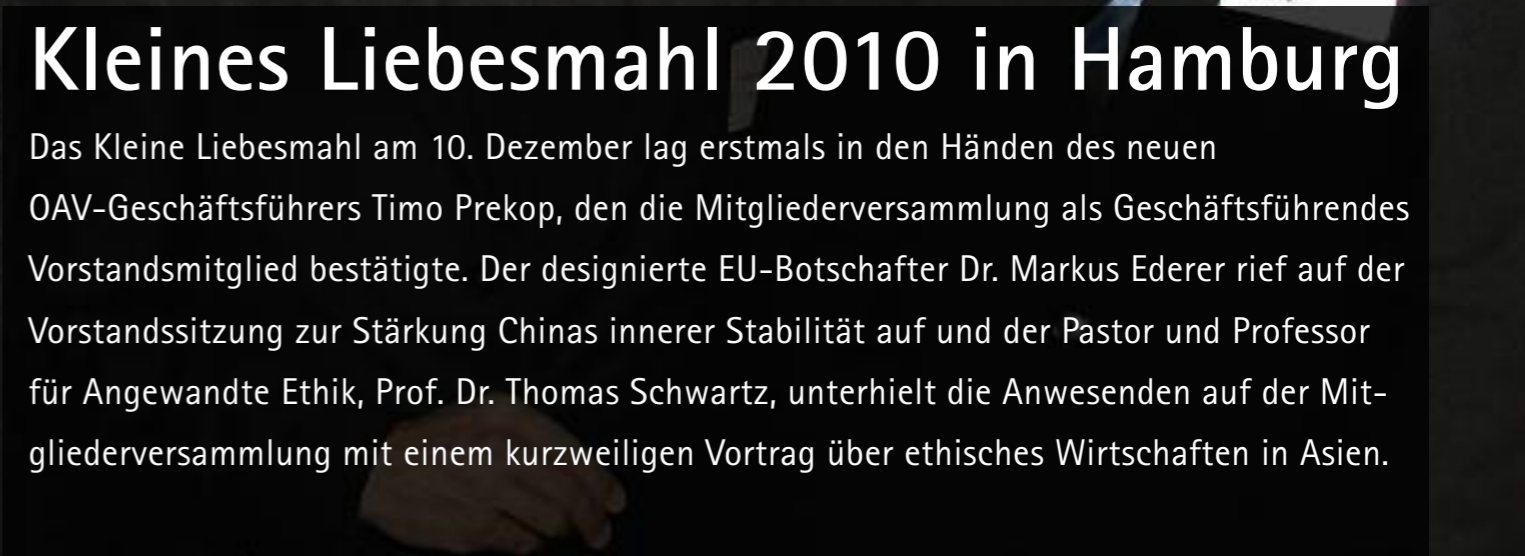 Kleines Liebesmahl 2010 in Hamburg
Das Kleine Liebesmahl am 10. Dezember lag erstmals in den Händen des neuen
OAV-Geschäftsführers Timo Prekop, den die Mitgliederversammlung als Geschäftsführendes
Vorstandsmitglied bestätigte. Der designierte EU-Botschafter Dr. Markus Ederer rief auf der
Vorstandssitzung zur Stärkung Chinas innerer Stabilität auf und der Pastor und Professor
für Angewandte Ethik, Prof. Dr. Thomas Schwartz, unterhielt die Anwesenden auf der Mit-
gliederversammlung mit einem kurzweiligen Vortrag über ethisches Wirtschaften in Asien.